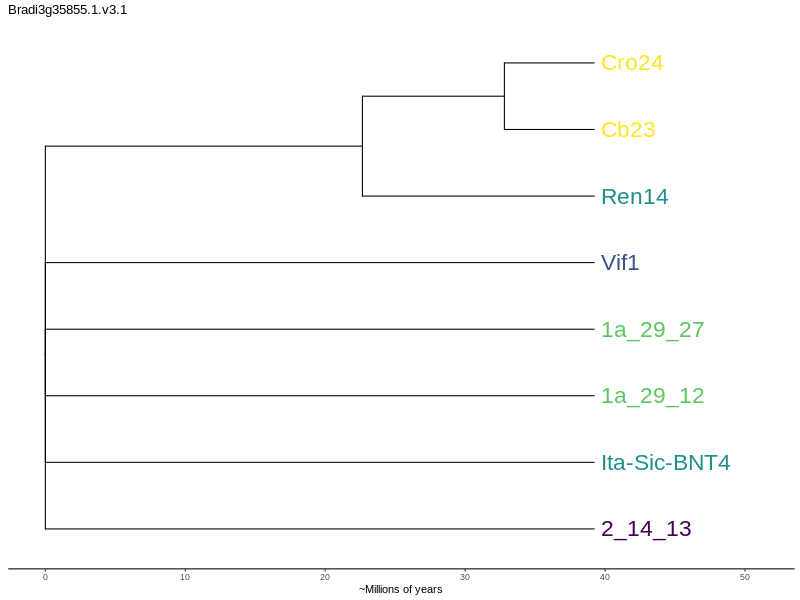 Bradi3g35855.1.v3.1
Cro24
Cb23
Ren14
Vif1
1a_29_27
1a_29_12
Ita-Sic-BNT4
2_14_13
0 10 20 30 40 50
~Millions of years